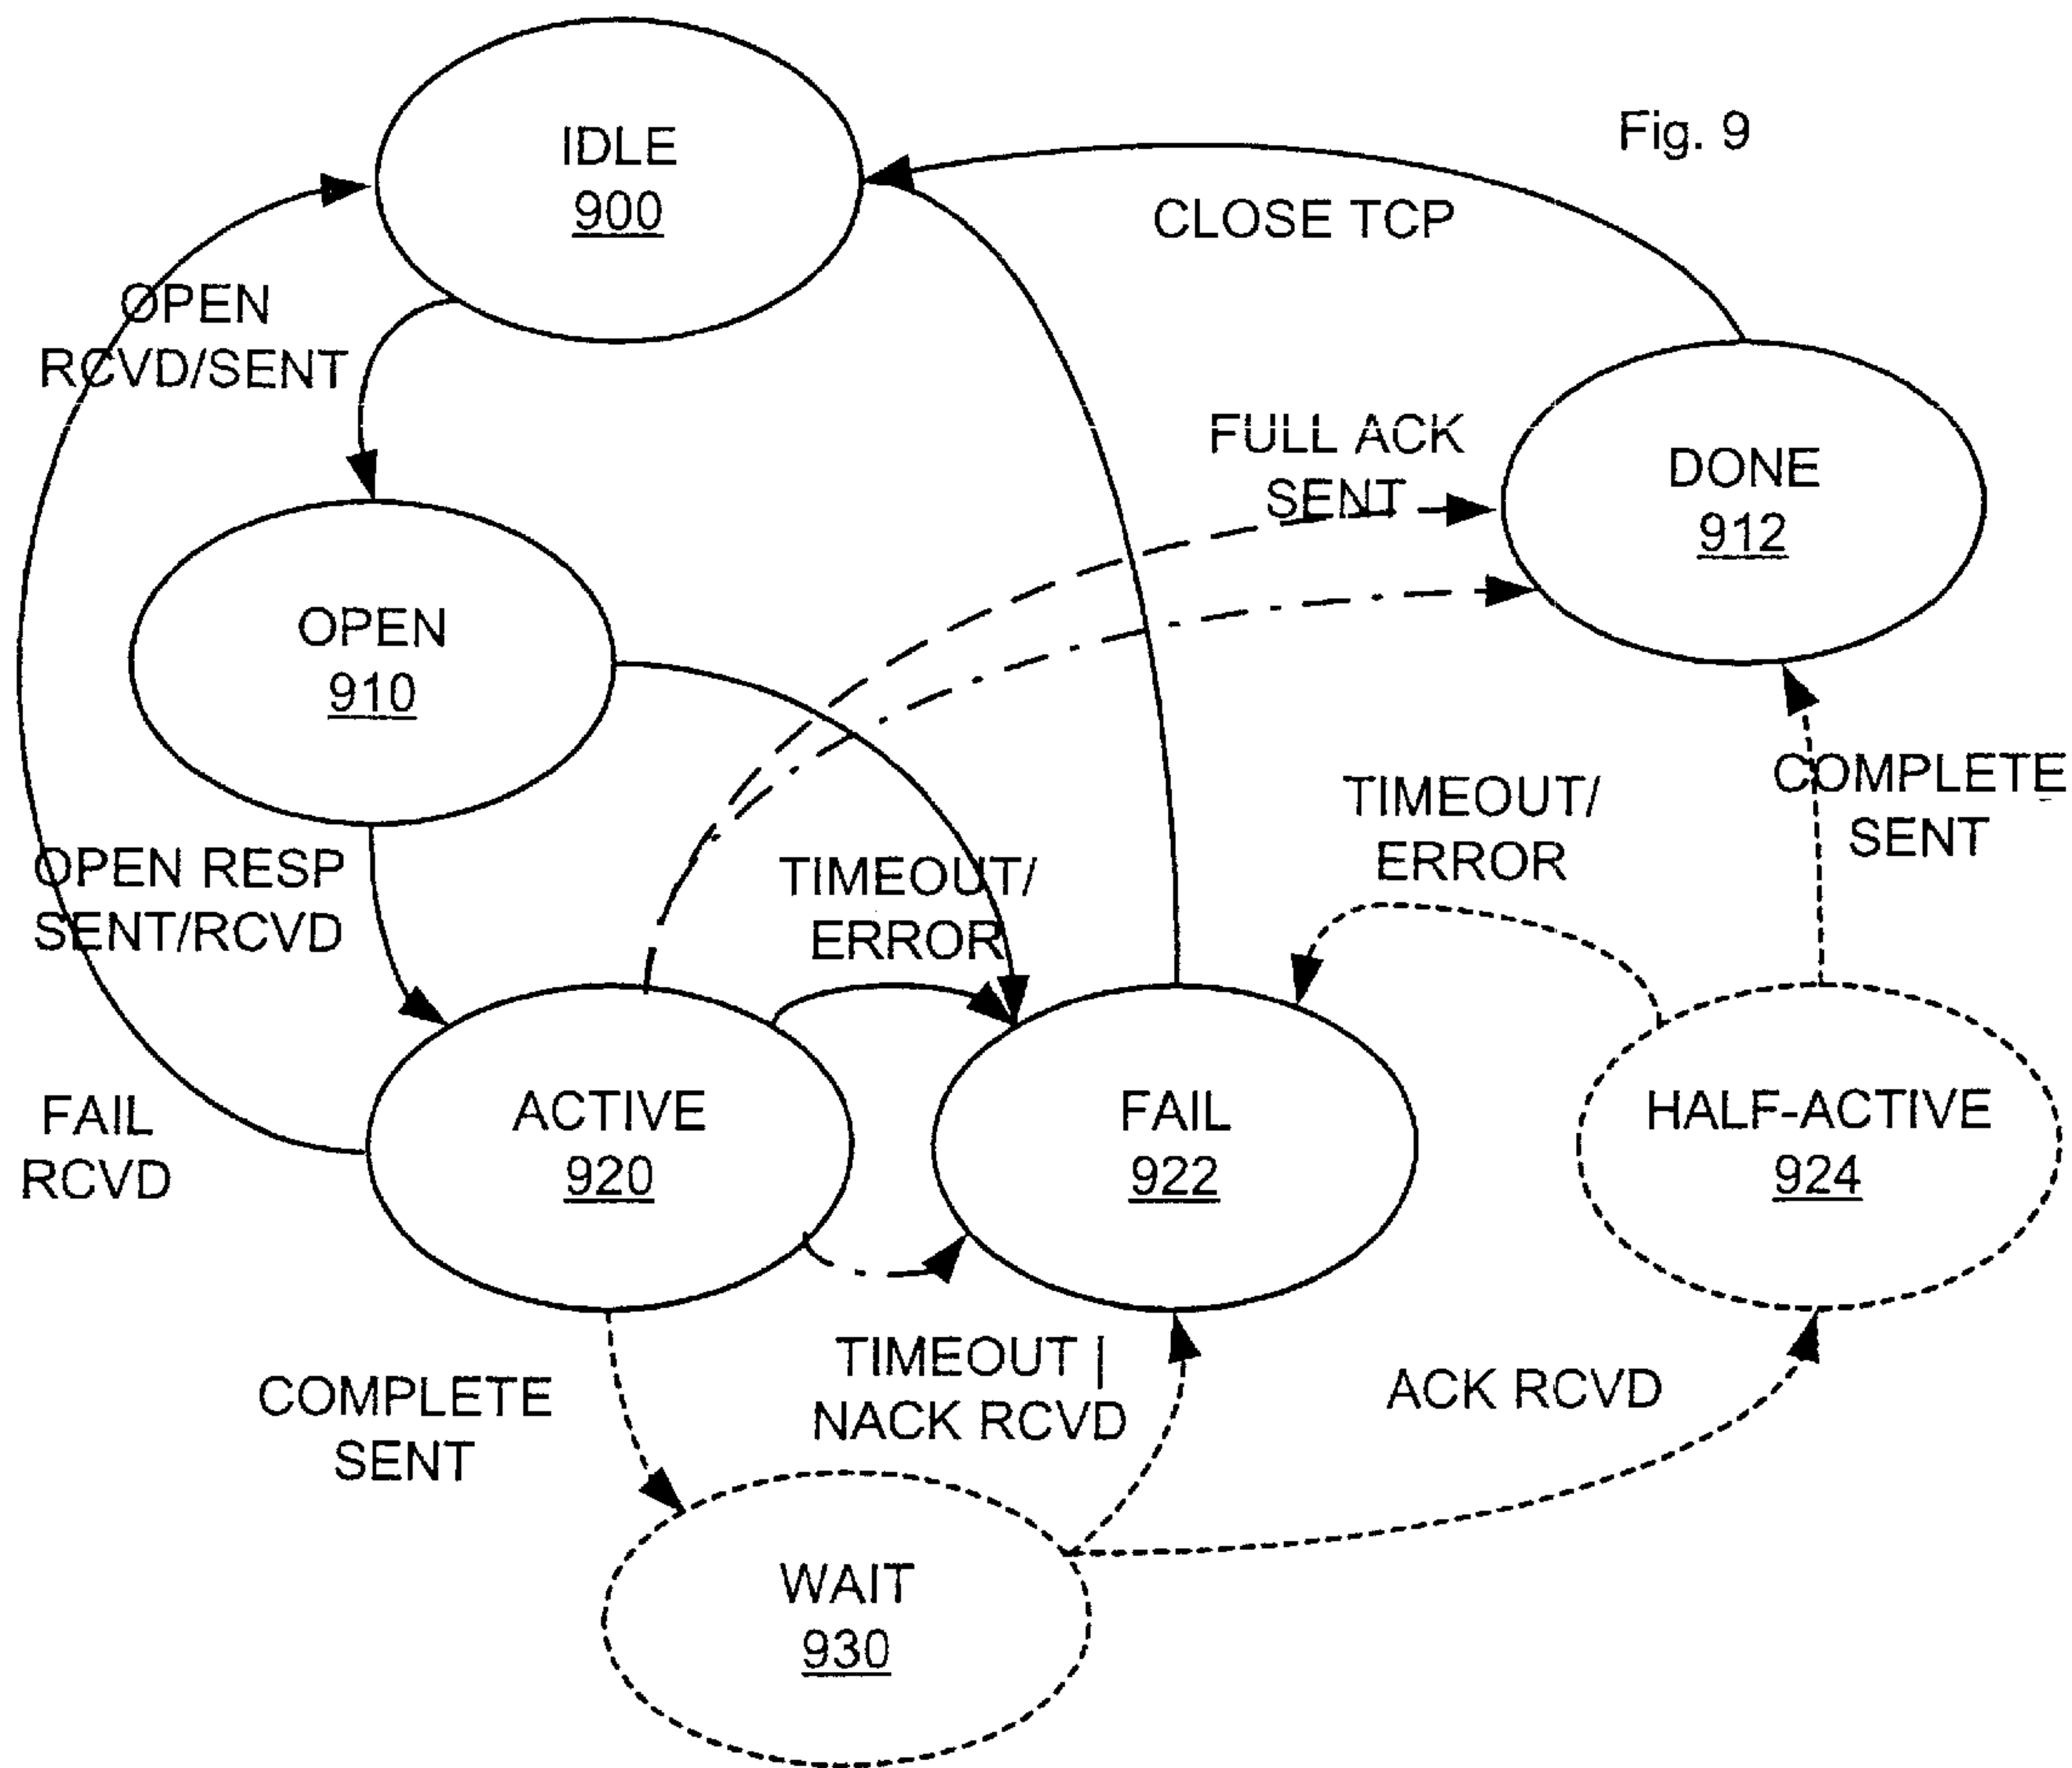 IDLE
900
Fig. 9
CLOSE TCP
OPEN
RCVD/SENT
FULL ACK
SENT
DONE
912
OPEN
910
COMPLETE
SENT
TIMEOUT/
ERROR
OPEN RESP
SENT/RCVD
TIMEOUT/
ERROR
FAIL
RCVD
ACTIVE
920
FAIL
922
HALF-ACTIVE
924
COMPLETE
SENT
TIMEOUT |
NACK RCVD
ACK RCVD
WAIT
930